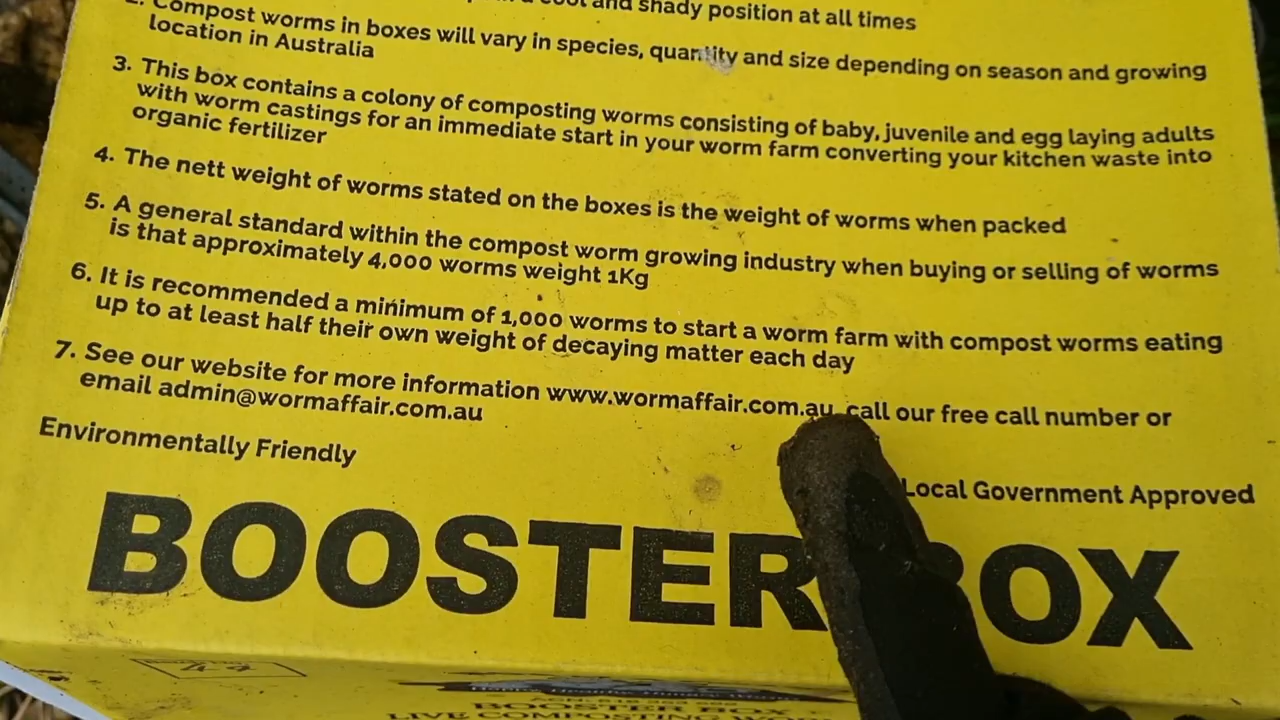 and shady position at all times
2. Compost worms in boxes will vary in species, quantity and size depending on season and growing
location in Australia
3. This box contains a colony of composting worms consisting of baby, juvenile and egg laying adults
with worm castings for an immediate start in your worm farm converting your kitchen waste into
organic fertilizer
4. The nett weight of worms stated on the boxes is the weight of worms when packed
5. A general standard within the compost worm growing industry when buying or selling of worms
is that approximately 4,000 worms weight 1Kg
6. It is recommended a minimum of 1,000 worms to start a worm farm with compost worms eating
up to at least half their own weight of decaying matter each day
7. See our website for more information www.wormaffair.com.au, call our free call number or
email admin@wormaffair.com.au
Environmentally Friendly
Local Government Approved
BOOSTER BOX
BOOSTER BOX
LIVE COMPOSTING